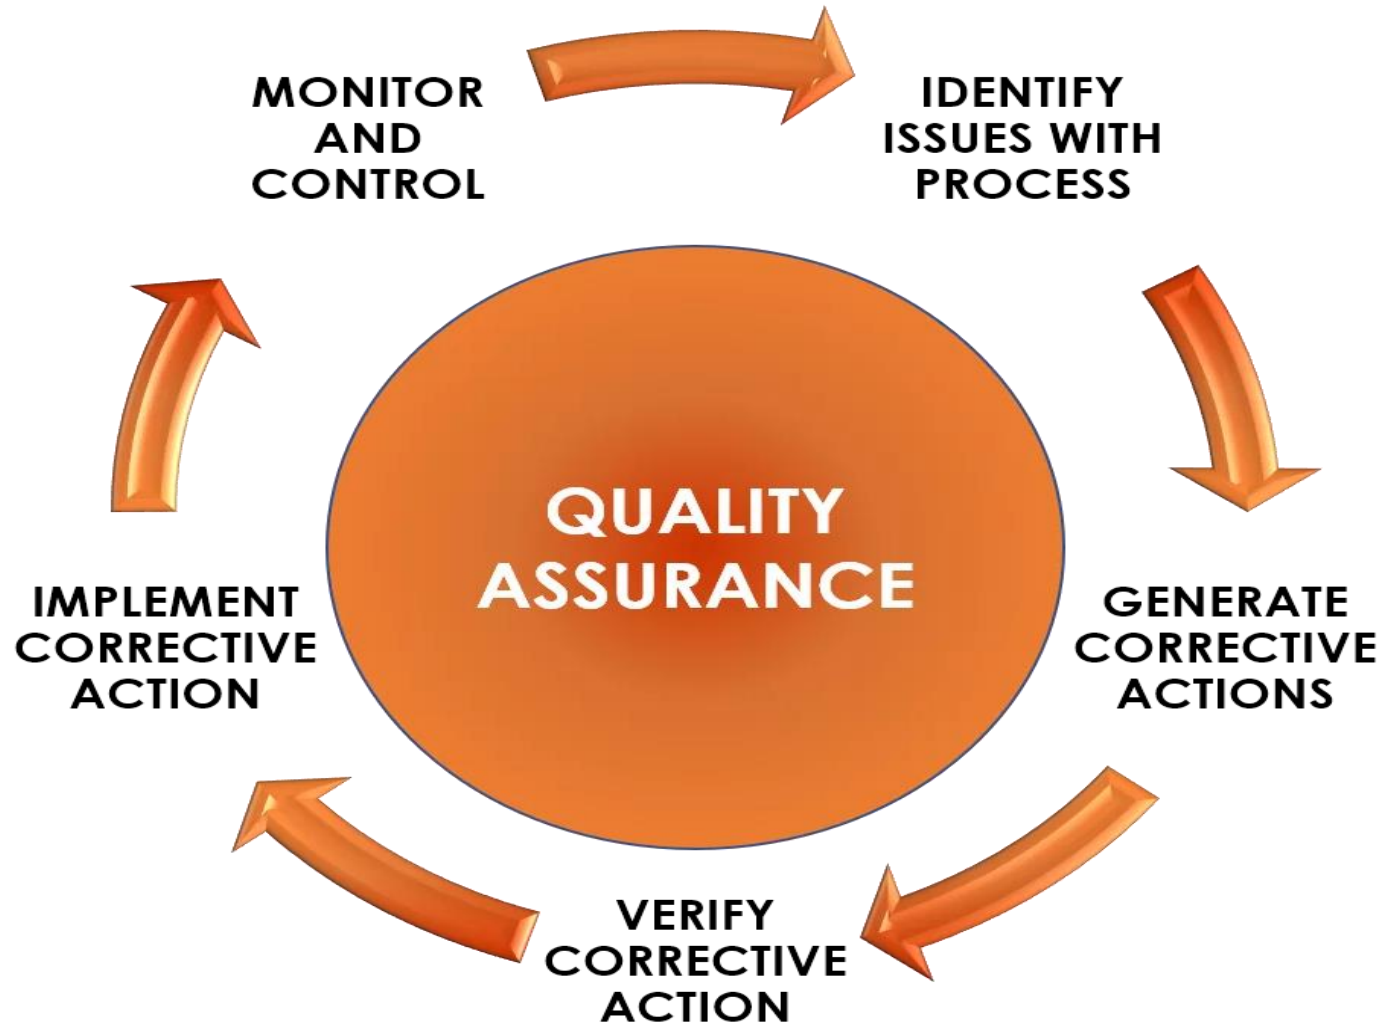 MONITOR
AND
CONTROL
IDENTIFY
ISSUES WITH
PROCESS
QUALITY
ASSURANCE
GENERATE
CORRECTIVE
ACTIONS
VERIFY
CORRECTIVE
ACTION
IMPLEMENT
CORRECTIVE
ACTION